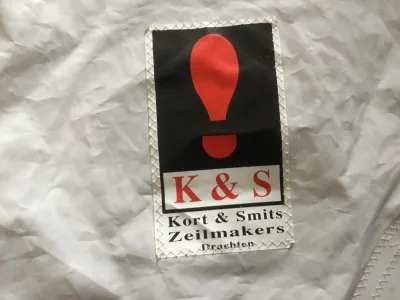 K & S
Kort & Smits
Zeilmakers
Drachten